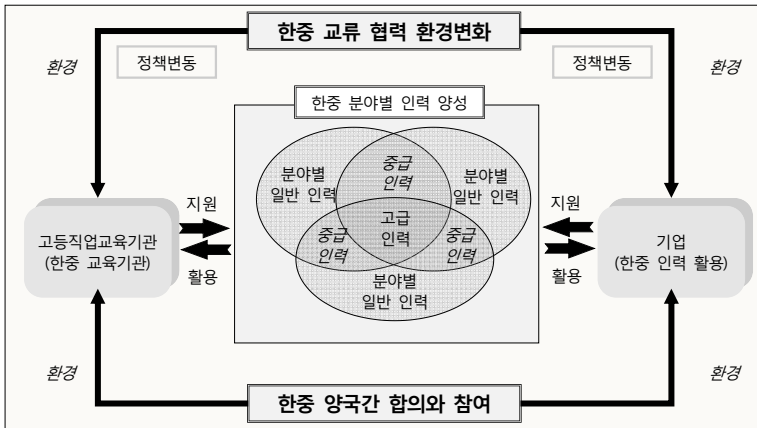 한중 교류 협력 환경변화
환경
정책변동
정책변동
환경
한중 분야별 인력 양성
중급
인력
분야별
일반 인력
분야별
일반 인력
지원
지원
고급
인력
고등직업교육기관
(한중 교육기관)
중급
인력
중급
인력
기업
(한중 인력 활용)
활용
활용
분야별
일반 인력
환경
환경
한중 양국간 합의와 참여